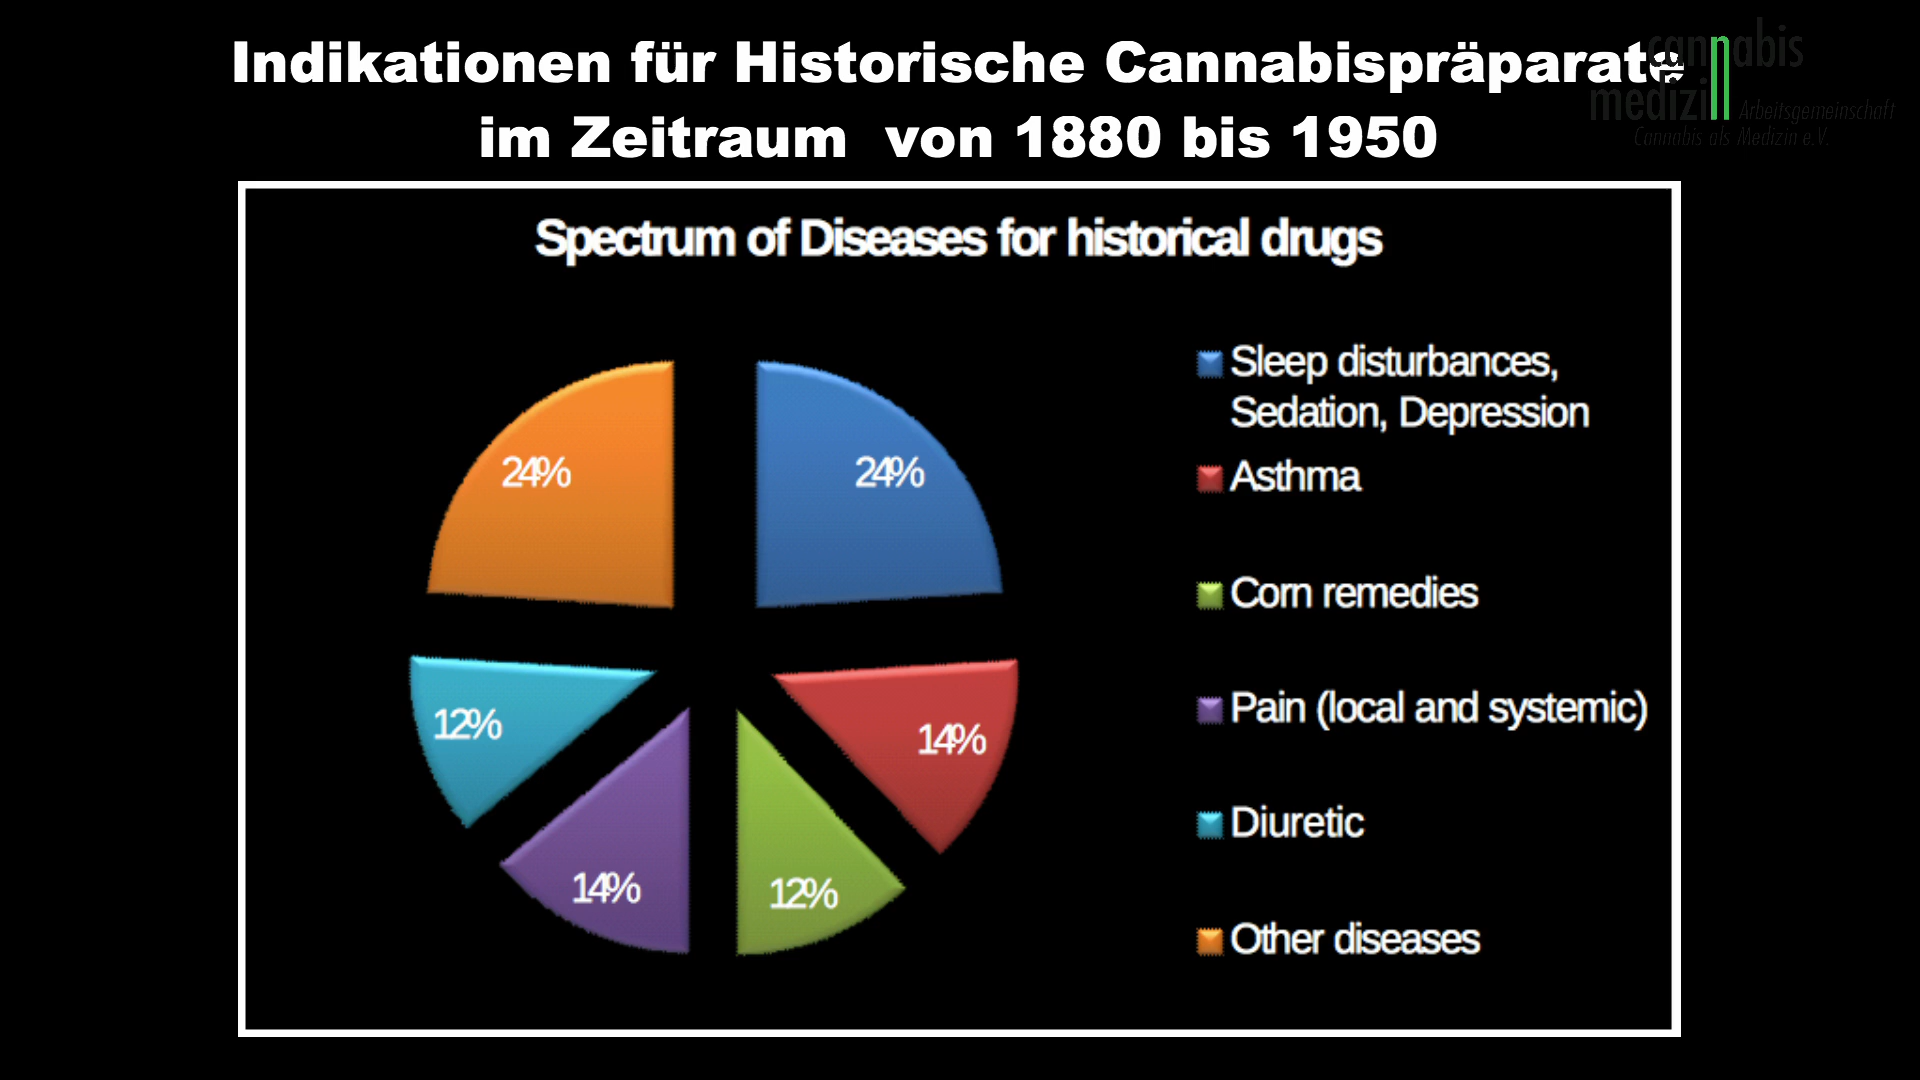 Indikationen für Historische Cannabispräparate
im Zeitraum von 1880 bis 1950
cannabis
medizin
Arbeitsgemeinschaft
Cannabis als Medizin e.V.
Spectrum of Diseases for historical drugs
24%
24%
12%
14%
14%
12%
Sleep disturbances,
Sedation, Depression
Asthma
Corn remedies
Pain (local and systemic)
Diuretic
Other diseases